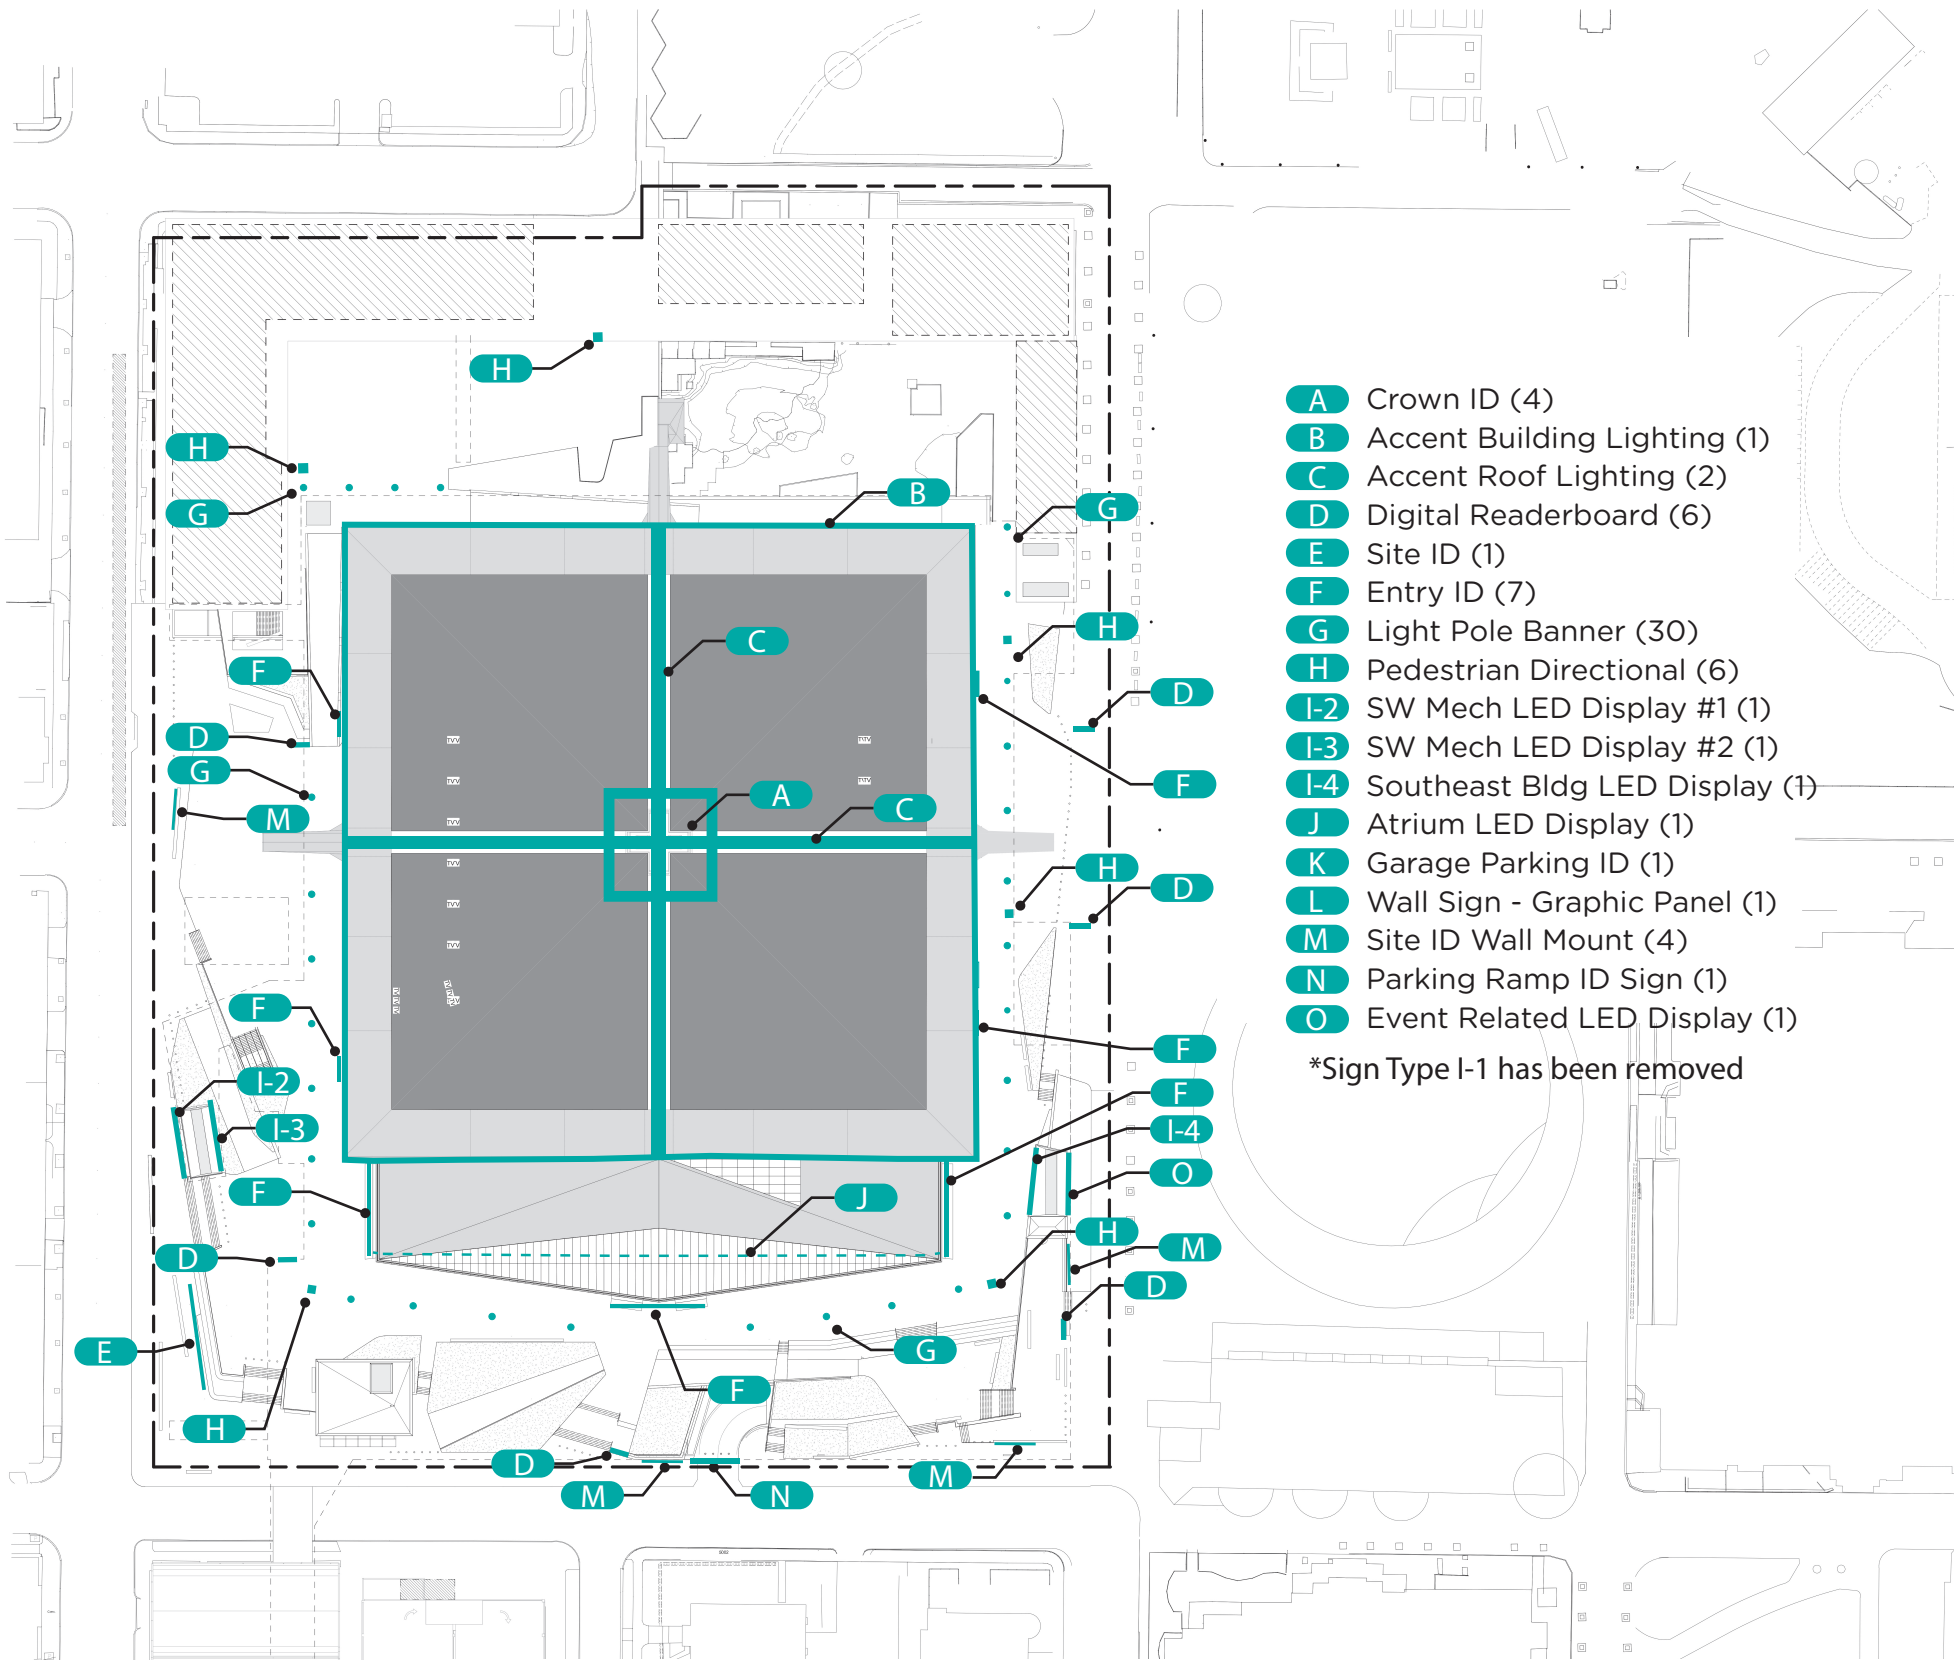 H
H
G
B
G
H
F
C
D
D
G
F
A
C
M
H
D
F
F
F
I-2
I-4
I-3
O
F
J
H
M
D
D
E
G
F
H
D
M
M
N
A Crown ID (4)
B Accent Building Lighting (1)
C Accent Roof Lighting (2)
D Digital Readerboard (6)
E Site ID (1)
F Entry ID (7)
G Light Pole Banner (30)
H Pedestrian Directional (6)
I-2 SW Mech LED Display #1 (1)
I-3 SW Mech LED Display #2 (1)
I-4 Southeast Bldg LED Display (1)
J Atrium LED Display (1)
K Garage Parking ID (1)
L Wall Sign - Graphic Panel (1)
M Site ID Wall Mount (4)
N Parking Ramp ID Sign (1)
O Event Related LED Display (1)
*Sign Type I-1 has been removed